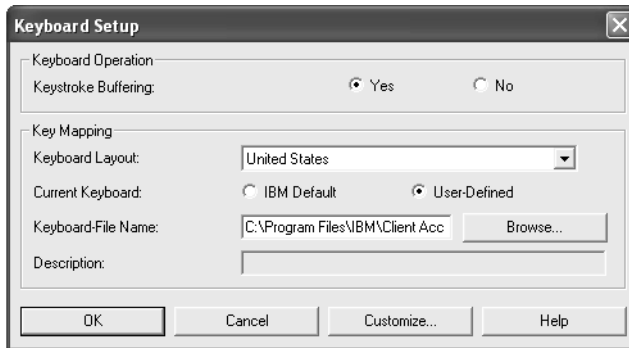 Keyboard Setup
Keyboard Operation
Keystroke Buffering: Yes No
Key Mapping
Keyboard Layout: United States
Current Keyboard: IBM Default User-Defined
Keyboard-File Name: C:\Program Files\IBM\Client Acc Browse...
Description:
OK Cancel Customize... Help